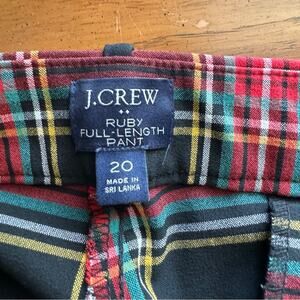 J.CREW
RUBY
FULL-LENGTH
PANT
20
MADE IN
SRI LANKA